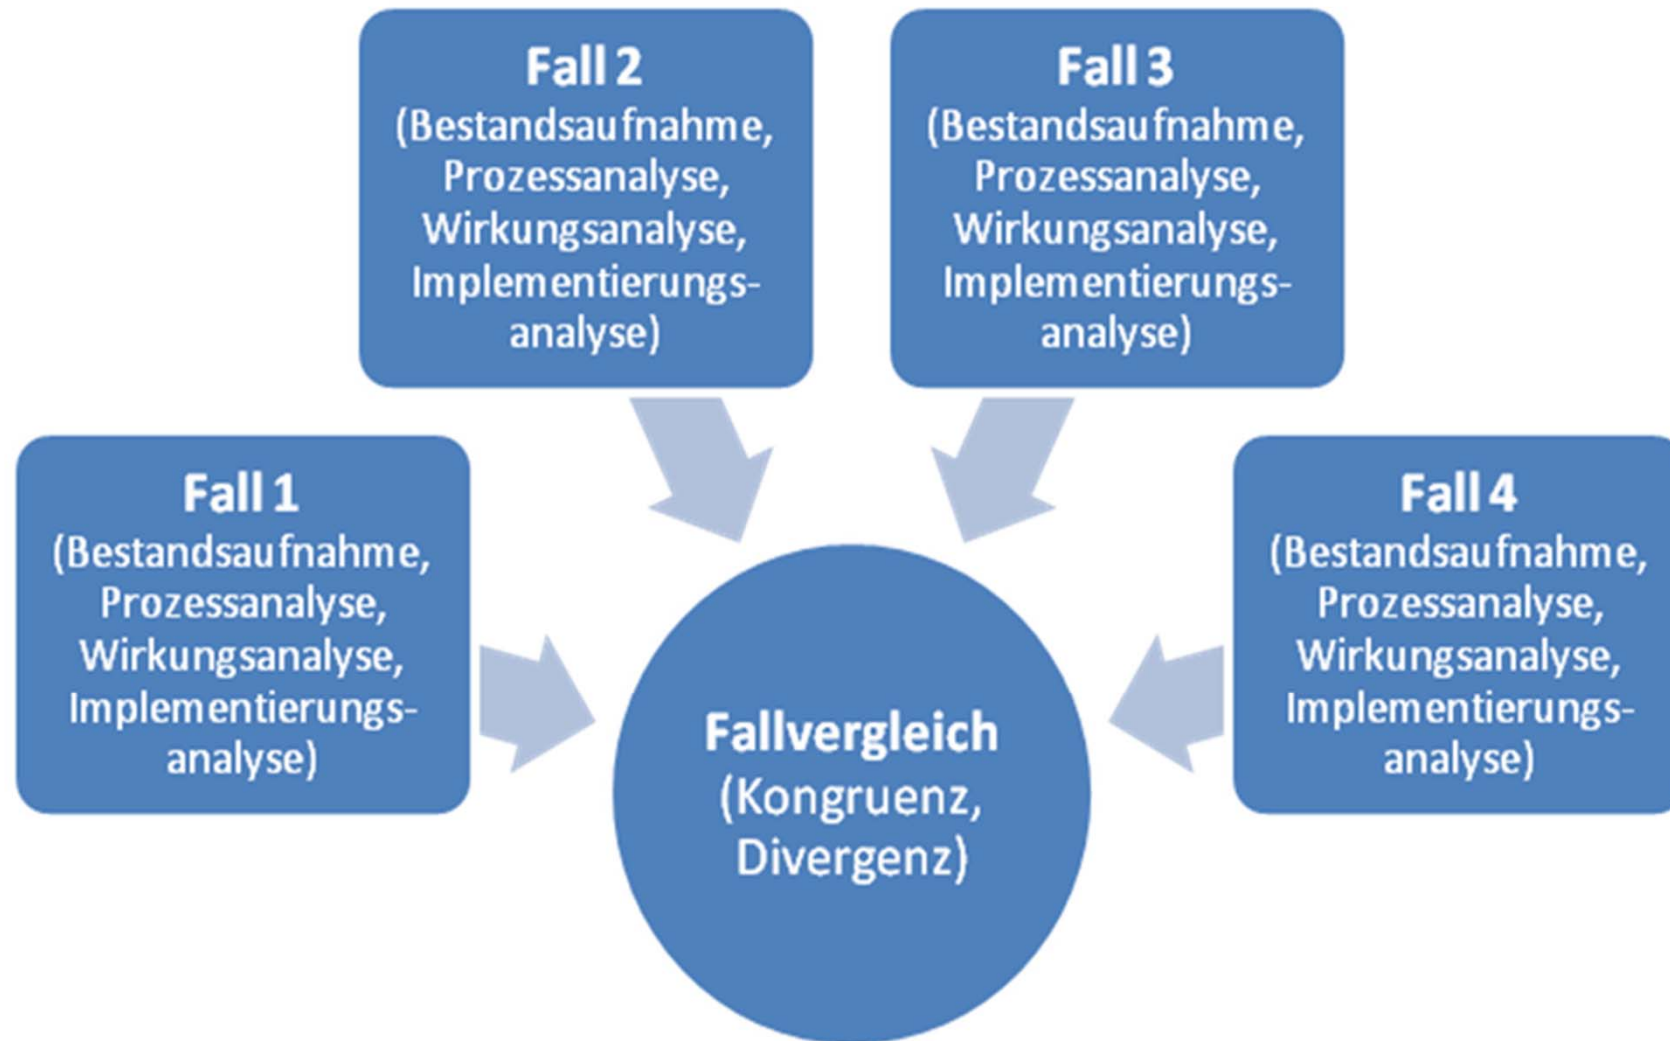 Fall 1
(Bestandsaufnahme,
Prozessanalyse,
Wirkungsanalyse,
Implementierungs-
analyse)
Fall 2
(Bestandsaufnahme,
Prozessanalyse,
Wirkungsanalyse,
Implementierungs-
analyse)
Fall 3
(Bestandsaufnahme,
Prozessanalyse,
Wirkungsanalyse,
Implementierungs-
analyse)
Fall 4
(Bestandsaufnahme,
Prozessanalyse,
Wirkungsanalyse,
Implementierungs-
analyse)
Fallvergleich
(Kongruenz,
Divergenz)